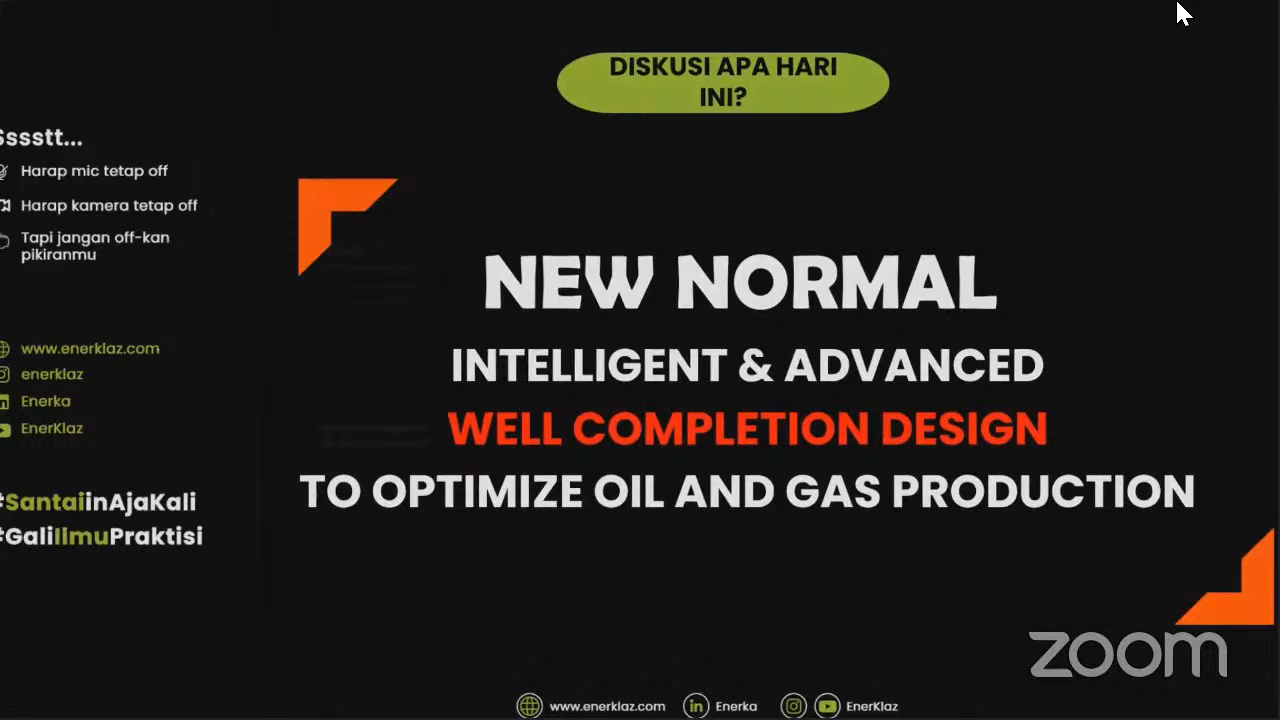 DISKUSI APA HARI
INI?
Sssstt...
Harap mic tetap off
Harap kamera tetap off
Tapi jangan off-kan
pikiranmu
www.enerklaz.com
enerklaz
Enerka
EnerKlaz
#SantaiinAjaKali
#GaliIlmuPraktisi
NEW NORMAL
INTELLIGENT & ADVANCED
WELL COMPLETION DESIGN
TO OPTIMIZE OIL AND GAS PRODUCTION
zoom
www.enerklaz.com Enerka EnerKlaz